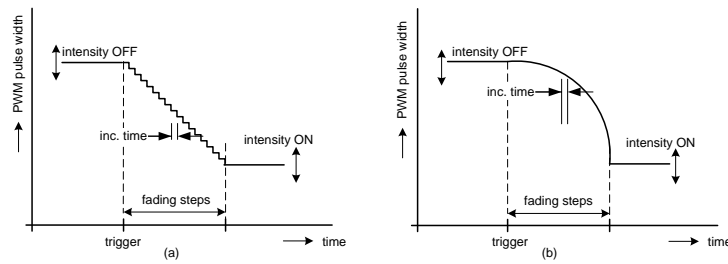 PWM pulse width
intensity OFF
inc. time
intensity ON
fading steps
trigger
time
(a)
PWM pulse width
intensity OFF
inc. time
intensity ON
fading steps
trigger
time
(b)